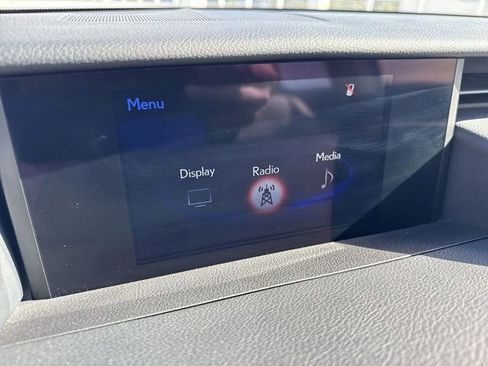 Menu
Display
Radio
Media